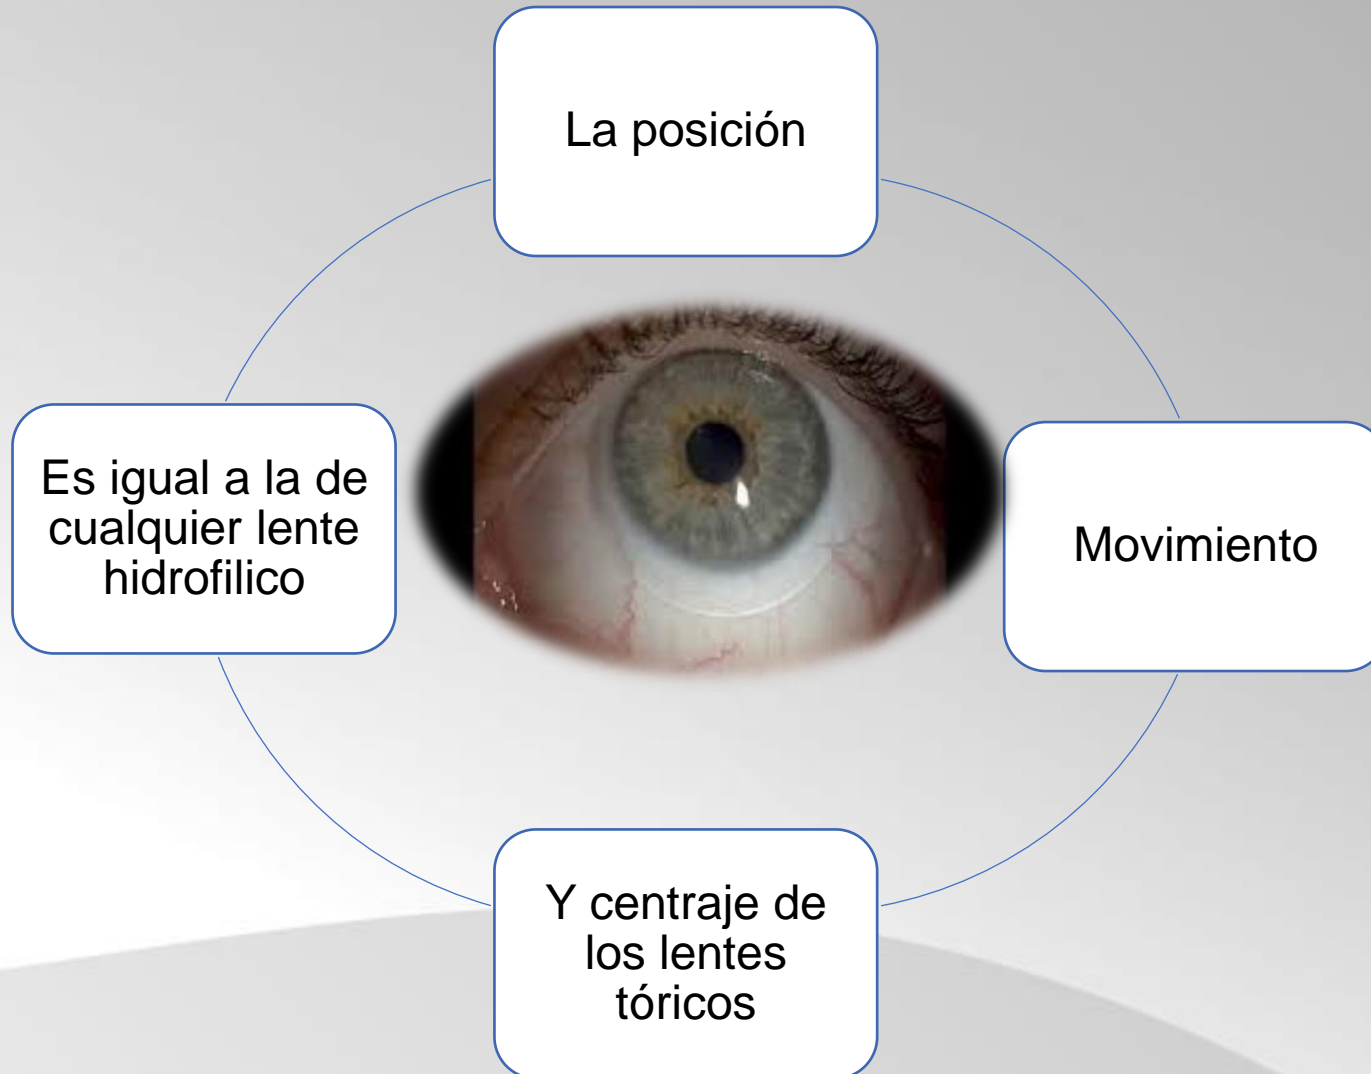 La posición
Movimiento
Y centraje de
los lentes
tóricos
Es igual a la de
cualquier lente
hidrofilico